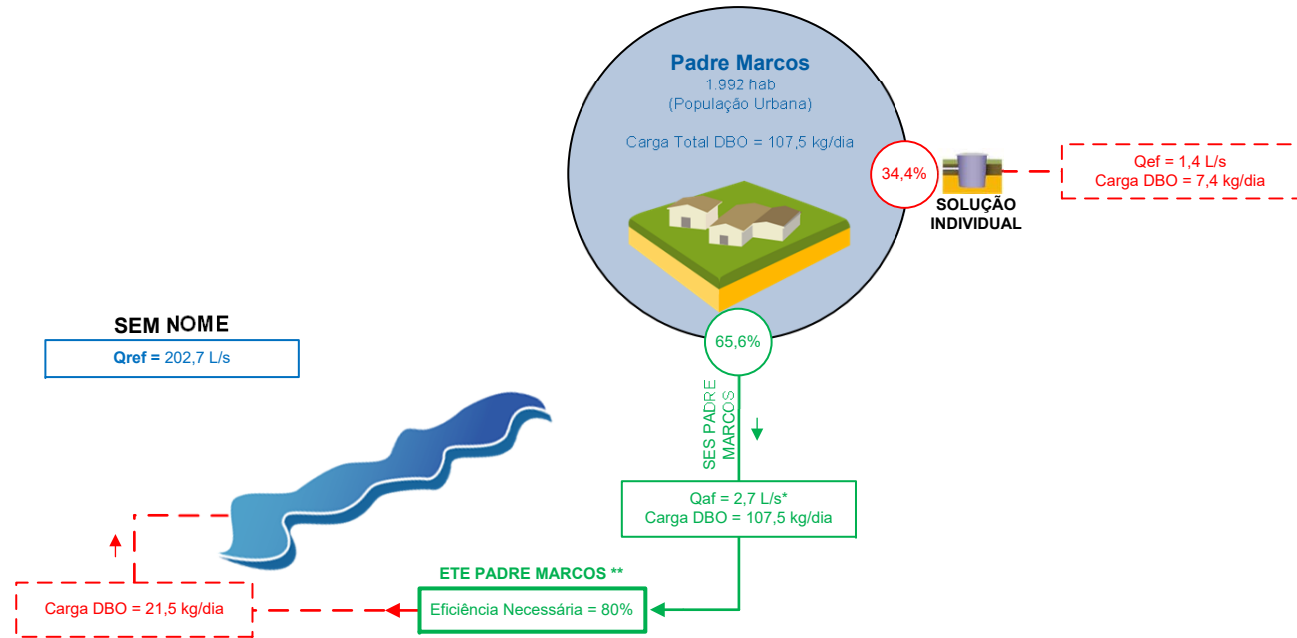 Padre Marcos
1.992 hab
(População Urbana)
Carga Total DBO = 107,5 kg/dia
34,4%
SOLUÇÃO
INDIVIDUAL
Qef = 1,4 L/s
Carga DBO = 7,4 kg/dia
SEM NOME
Qref = 202,7 L/s
65,6%
SES PADRE
MARCOS
Qaf = 2,7 L/s*
Carga DBO = 107,5 kg/dia
ETE PADRE MARCOS **
Eficiência Necessária = 80%
Carga DBO = 21,5 kg/dia